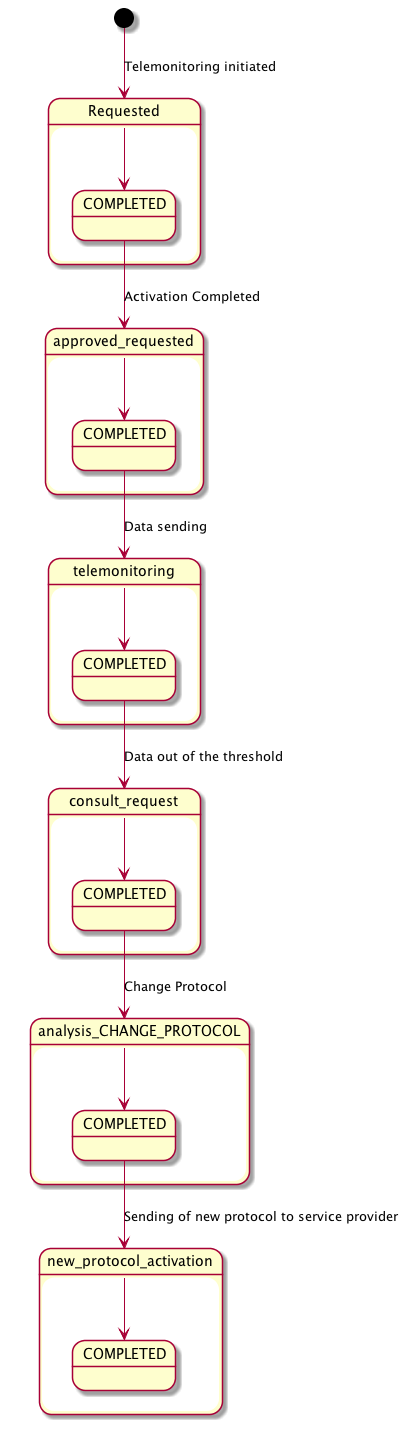 Telemonitoring initiated
Requested
COMPLETED
Activation Completed
approved_requested
COMPLETED
Data sending
telemonitoring
COMPLETED
Data out of the threshold
consult_request
COMPLETED
Change Protocol
analysis_CHANGE_PROTOCOL
COMPLETED
Sending of new protocol to service provider
new_protocol_activation
COMPLETED